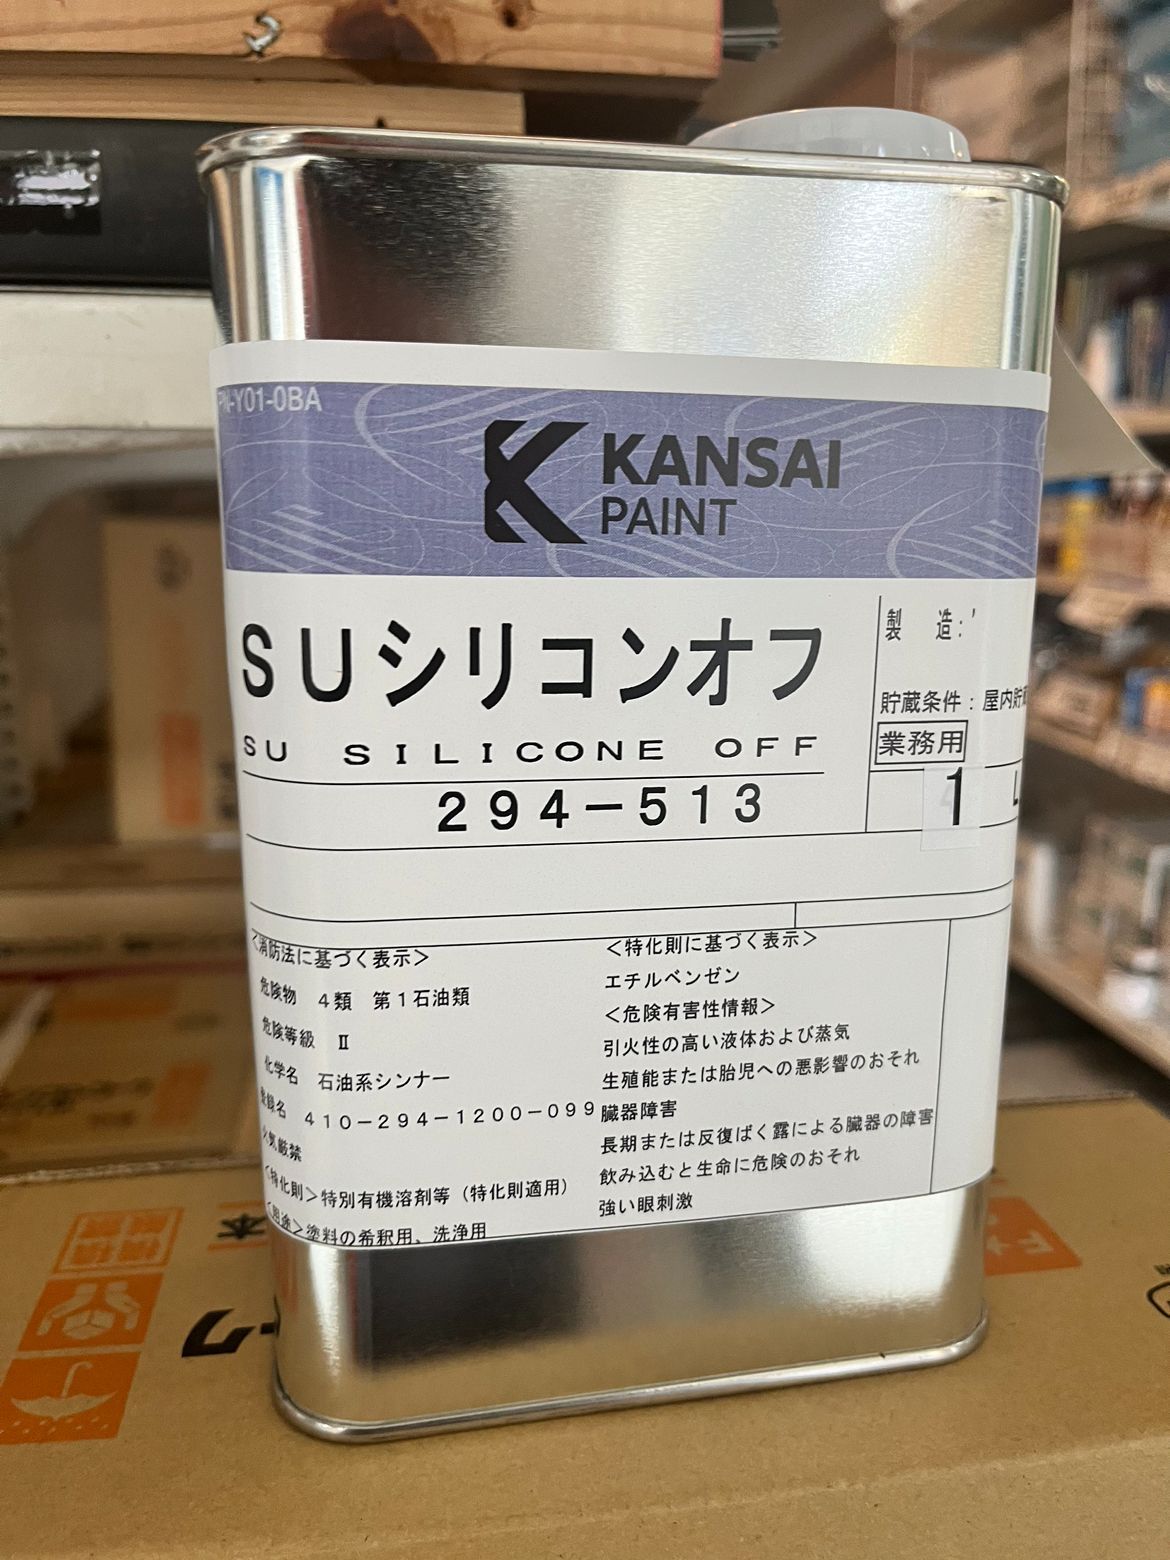 PN-Y01-0BA
KANSAI
PAINT
SUシリコンオフ
SU SILICONE OFF
294-513
製 造:'
貯蔵条件:屋内貯蔵
業務用
1 L
<消防法に基づく表示>
危険物 4類 第1石油類
危険等級 Ⅱ
化学名 石油系シンナー
登録名 410-294-1200-099
火気厳禁
<特化則>特別有機溶剤等(特化則適用)
<用途>塗料の希釈用、洗浄用
<特化則に基づく表示>
エチルベンゼン
<危険有害性情報>
引火性の高い液体および蒸気
生殖能または胎児への悪影響のおそれ
臓器障害
長期または反復ばく露による臓器の障害
飲み込むと生命に危険のおそれ
強い眼刺激
本